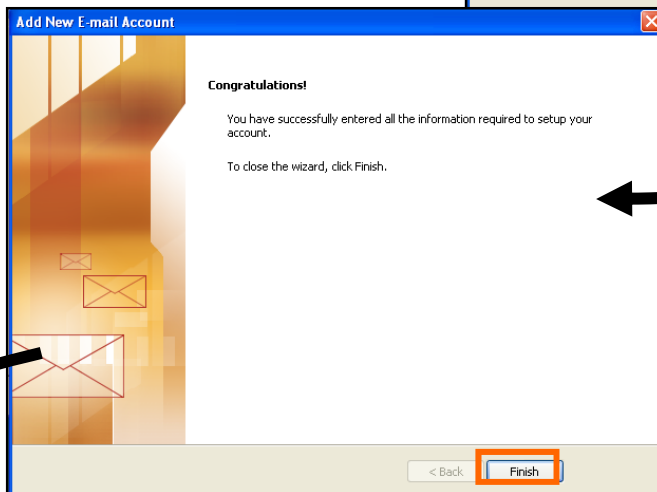 Add New E-mail Account
Congratulations!
You have successfully entered all the information required to setup your
account.
To close the wizard, click Finish.
< Back
Finish